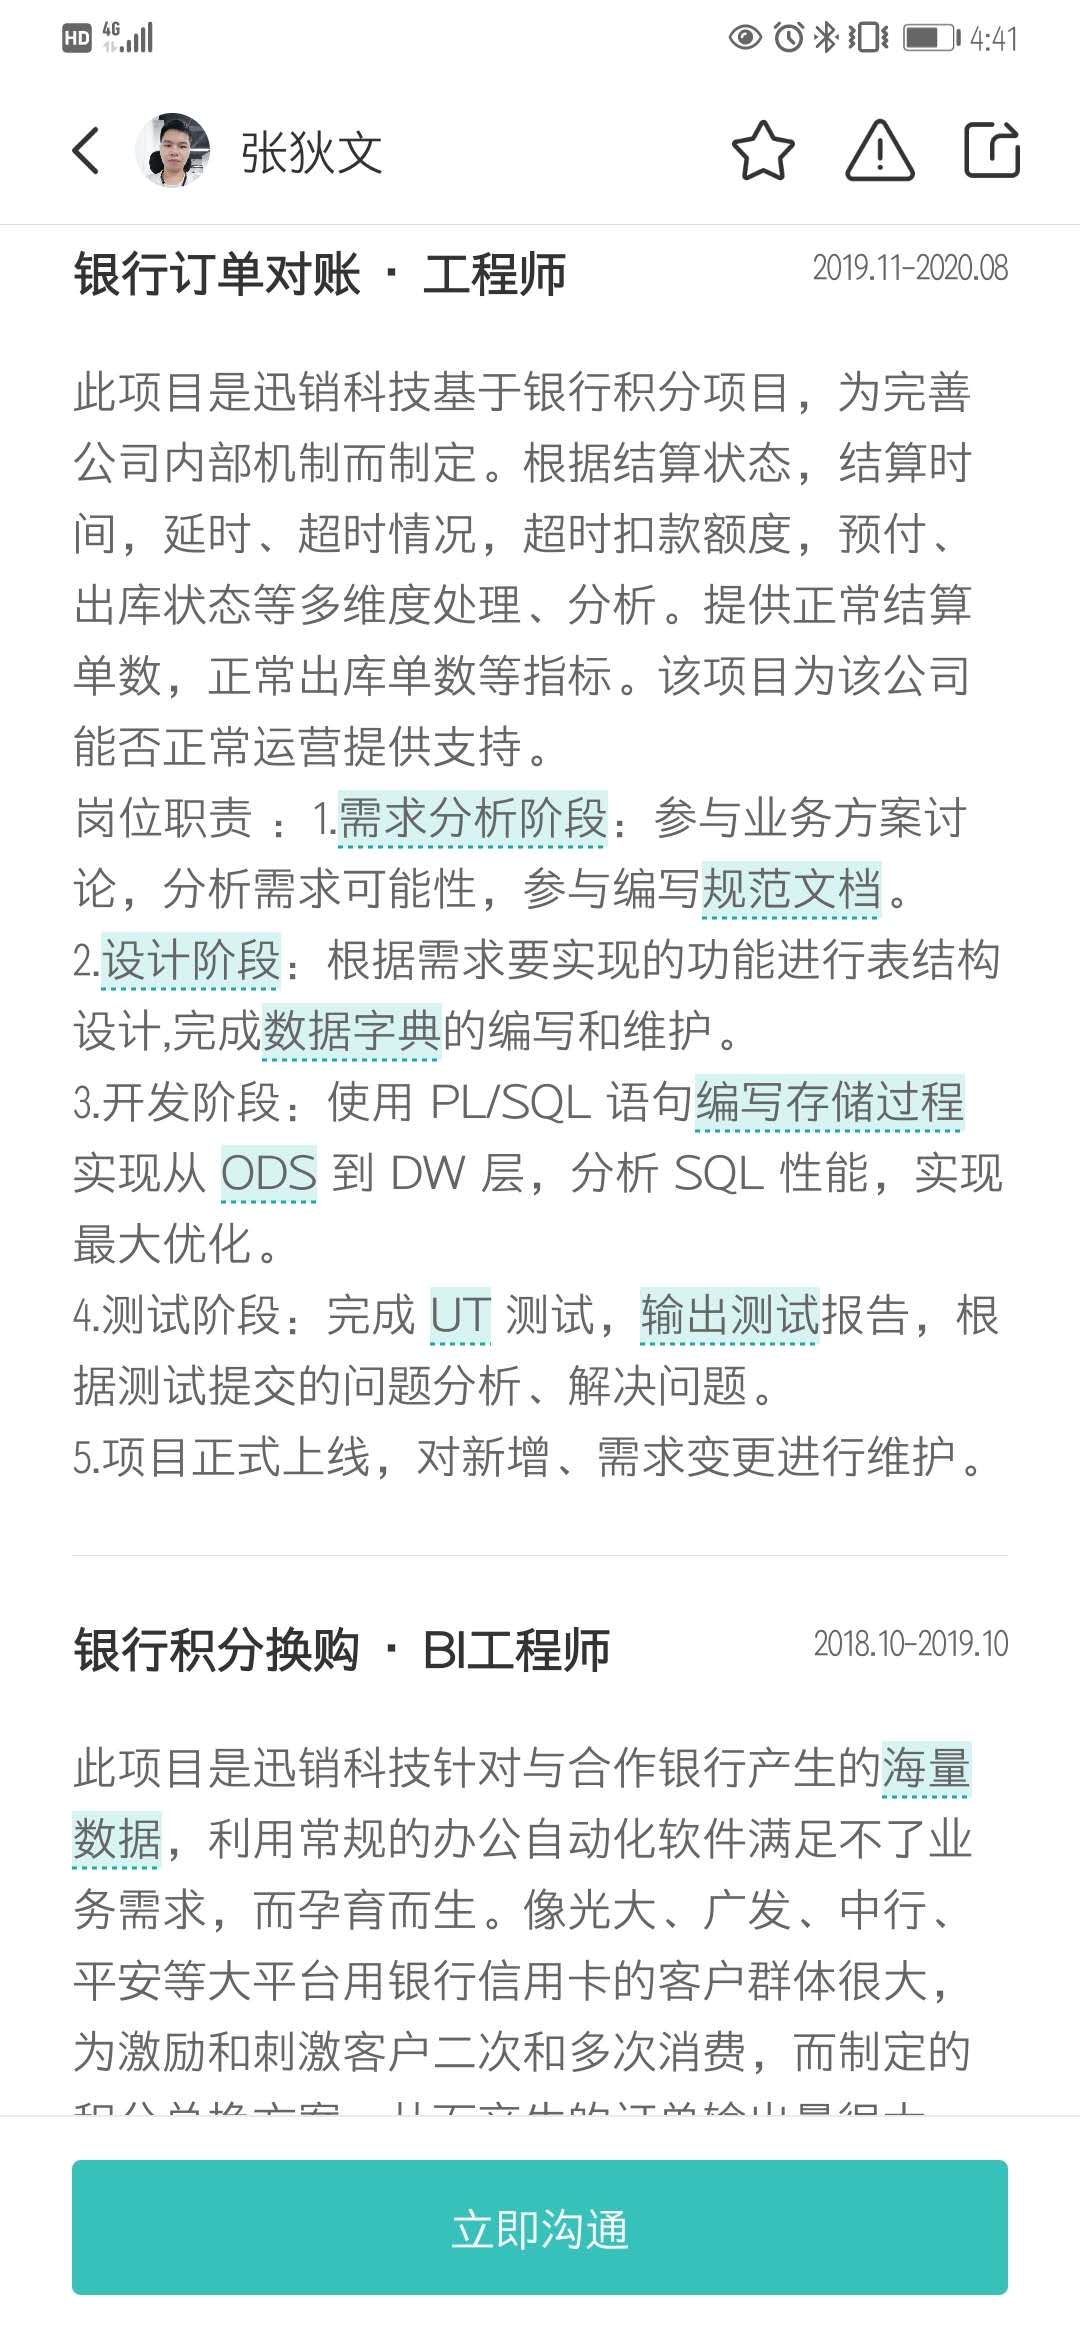 HD 4G 4:41
张狄文
银行订单对账 · 工程师 2019.11-2020.08
此项目是迅销科技基于银行积分项目，为完善
公司内部机制而制定。根据结算状态，结算时
间，延时、超时情况，超时扣款额度，预付、
出库状态等多维度处理、分析。提供正常结算
单数，正常出库单数等指标。该项目为该公司
能否正常运营提供支持。
岗位职责 ：1.需求分析阶段：参与业务方案讨
论，分析需求可能性，参与编写规范文档。
2.设计阶段：根据需求要实现的功能进行表结构
设计,完成数据字典的编写和维护。
3.开发阶段：使用 PL/SQL 语句编写存储过程
实现从 ODS 到 DW 层，分析 SQL 性能，实现
最大优化。
4.测试阶段：完成 UT 测试，输出测试报告，根
据测试提交的问题分析、解决问题。
5.项目正式上线，对新增、需求变更进行维护。
银行积分换购 · BI工程师 2018.10-2019.10
此项目是迅销科技针对与合作银行产生的海量
数据，利用常规的办公自动化软件满足不了业
务需求，而孕育而生。像光大、广发、中行、
平安等大平台用银行信用卡的客户群体很大，
为激励和刺激客户二次和多次消费，而制定的
立即沟通